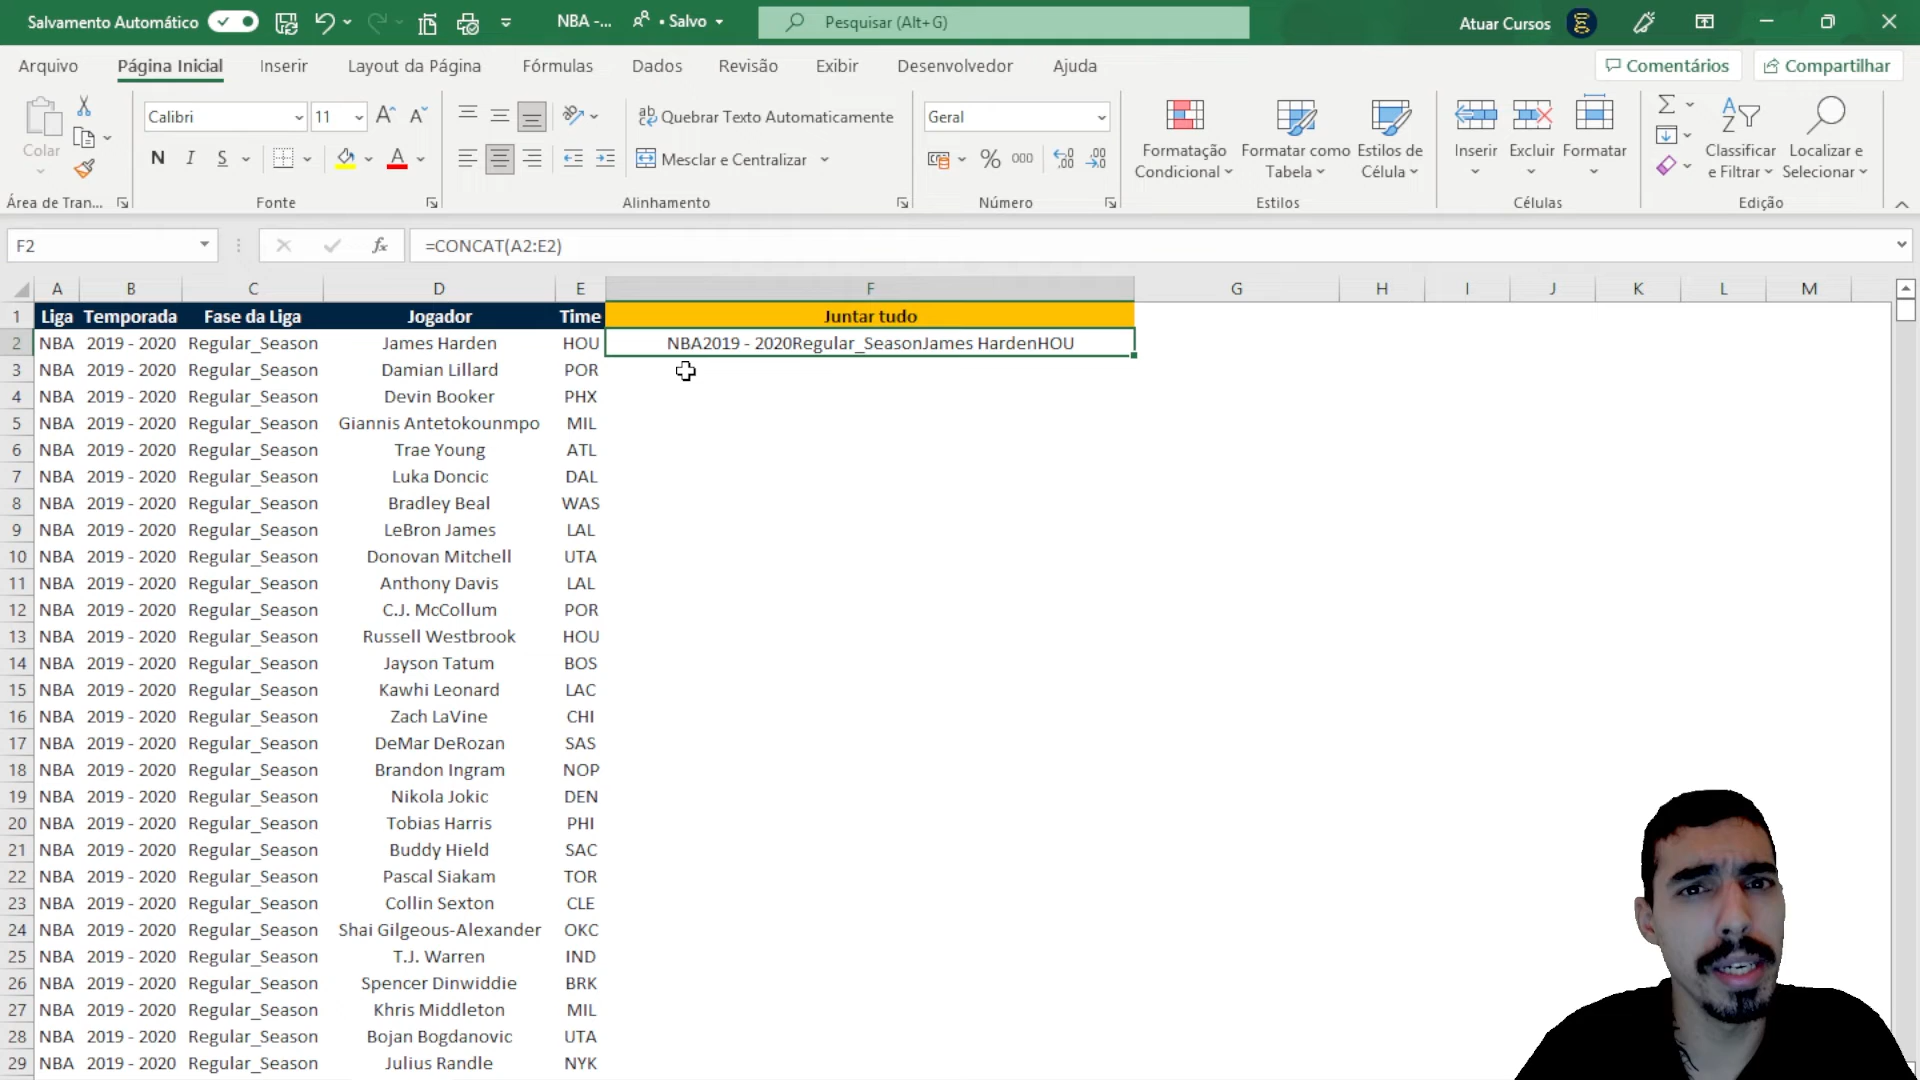 Salvamento Automático
NBA -... • Salvo
Pesquisar (Alt+G)
Atuar Cursos
Arquivo Página Inicial Inserir Layout da Página Fórmulas Dados Revisão Exibir Desenvolvedor Ajuda Comentários Compartilhar
Colar
Área de Tran...
Calibri 11
N I S
Fonte
Quebrar Texto Automaticamente
Mesclar e Centralizar
Alinhamento
Geral
% 000
Número
Formatação Condicional
Formatar como Tabela
Estilos de Célula
Estilos
Inserir Excluir Formatar
Células
Classificar e Filtrar
Localizar e Selecionar
Edição
F2 fx =CONCAT(A2:E2)
A B C D E F G H I J K L M
1 Liga Temporada Fase da Liga Jogador Time Juntar tudo
2 NBA 2019 - 2020 Regular_Season James Harden HOU NBA2019 - 2020Regular_SeasonJames HardenHOU
3 NBA 2019 - 2020 Regular_Season Damian Lillard POR
4 NBA 2019 - 2020 Regular_Season Devin Booker PHX
5 NBA 2019 - 2020 Regular_Season Giannis Antetokounmpo MIL
6 NBA 2019 - 2020 Regular_Season Trae Young ATL
7 NBA 2019 - 2020 Regular_Season Luka Doncic DAL
8 NBA 2019 - 2020 Regular_Season Bradley Beal WAS
9 NBA 2019 - 2020 Regular_Season LeBron James LAL
10 NBA 2019 - 2020 Regular_Season Donovan Mitchell UTA
11 NBA 2019 - 2020 Regular_Season Anthony Davis LAL
12 NBA 2019 - 2020 Regular_Season C.J. McCollum POR
13 NBA 2019 - 2020 Regular_Season Russell Westbrook HOU
14 NBA 2019 - 2020 Regular_Season Jayson Tatum BOS
15 NBA 2019 - 2020 Regular_Season Kawhi Leonard LAC
16 NBA 2019 - 2020 Regular_Season Zach LaVine CHI
17 NBA 2019 - 2020 Regular_Season DeMar DeRozan SAS
18 NBA 2019 - 2020 Regular_Season Brandon Ingram NOP
19 NBA 2019 - 2020 Regular_Season Nikola Jokic DEN
20 NBA 2019 - 2020 Regular_Season Tobias Harris PHI
21 NBA 2019 - 2020 Regular_Season Buddy Hield SAC
22 NBA 2019 - 2020 Regular_Season Pascal Siakam TOR
23 NBA 2019 - 2020 Regular_Season Collin Sexton CLE
24 NBA 2019 - 2020 Regular_Season Shai Gilgeous-Alexander OKC
25 NBA 2019 - 2020 Regular_Season T.J. Warren IND
26 NBA 2019 - 2020 Regular_Season Spencer Dinwiddie BRK
27 NBA 2019 - 2020 Regular_Season Khris Middleton MIL
28 NBA 2019 - 2020 Regular_Season Bojan Bogdanovic UTA
29 NBA 2019 - 2020 Regular_Season Julius Randle NYK